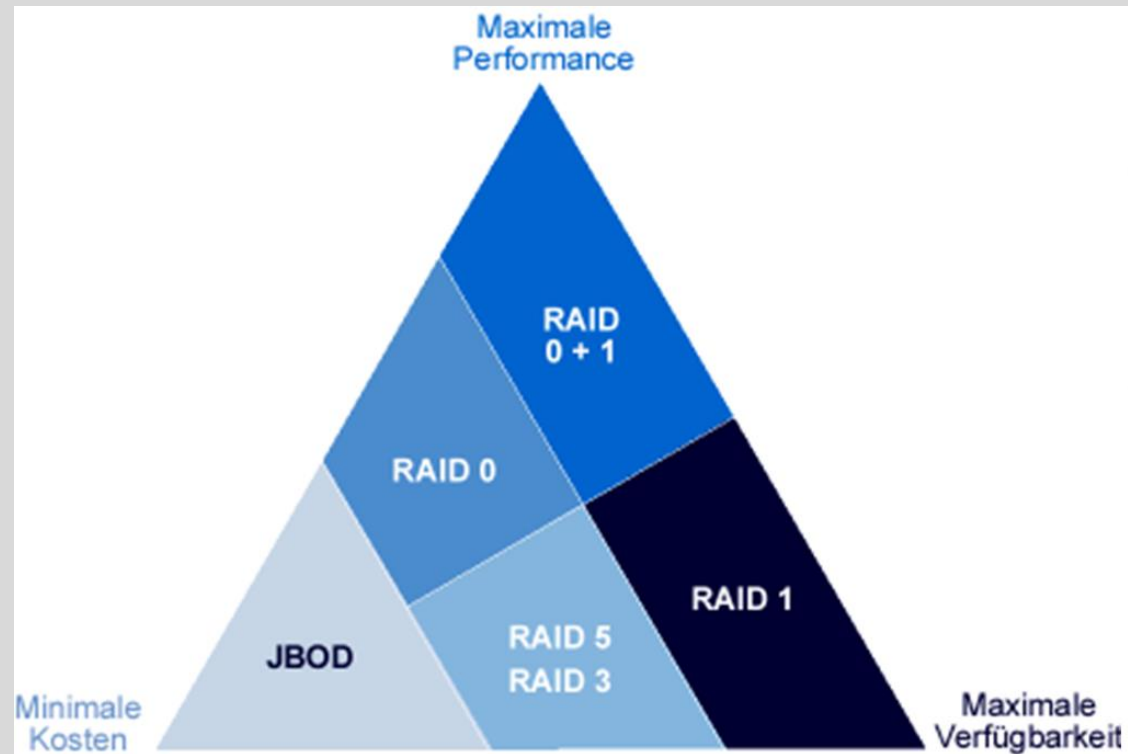 Maximale
Performance
RAID
0 + 1
RAID 0
RAID 1
RAID 5
RAID 3
JBOD
Minimale
Kosten
Maximale
Verfügbarkeit